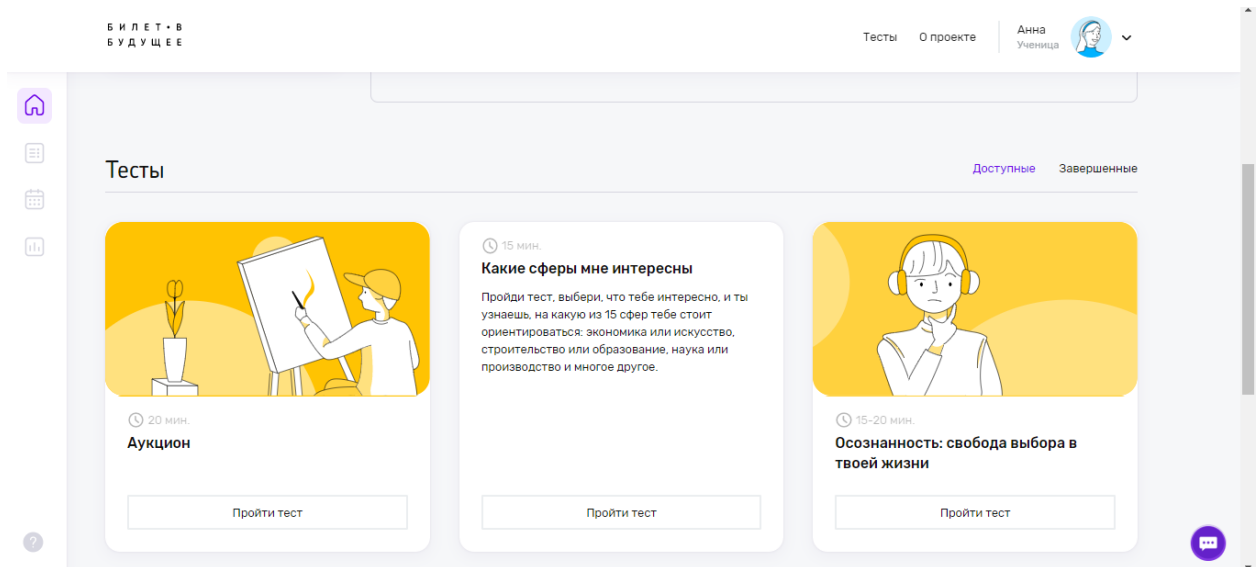 БИЛЕТ•В
БУДУЩЕЕ
Тесты О проекте
Анна
Ученица
Тесты
Доступные Завершенные
20 мин.
Аукцион
Пройти тест
15 мин.
Какие сферы мне интересны
Пройди тест, выбери, что тебе интересно, и ты
узнаешь, на какую из 15 сфер тебе стоит
ориентироваться: экономика или искусство,
строительство или образование, наука или
производство и многое другое.
Пройти тест
15-20 мин.
Осознанность: свобода выбора в
твоей жизни
Пройти тест
?